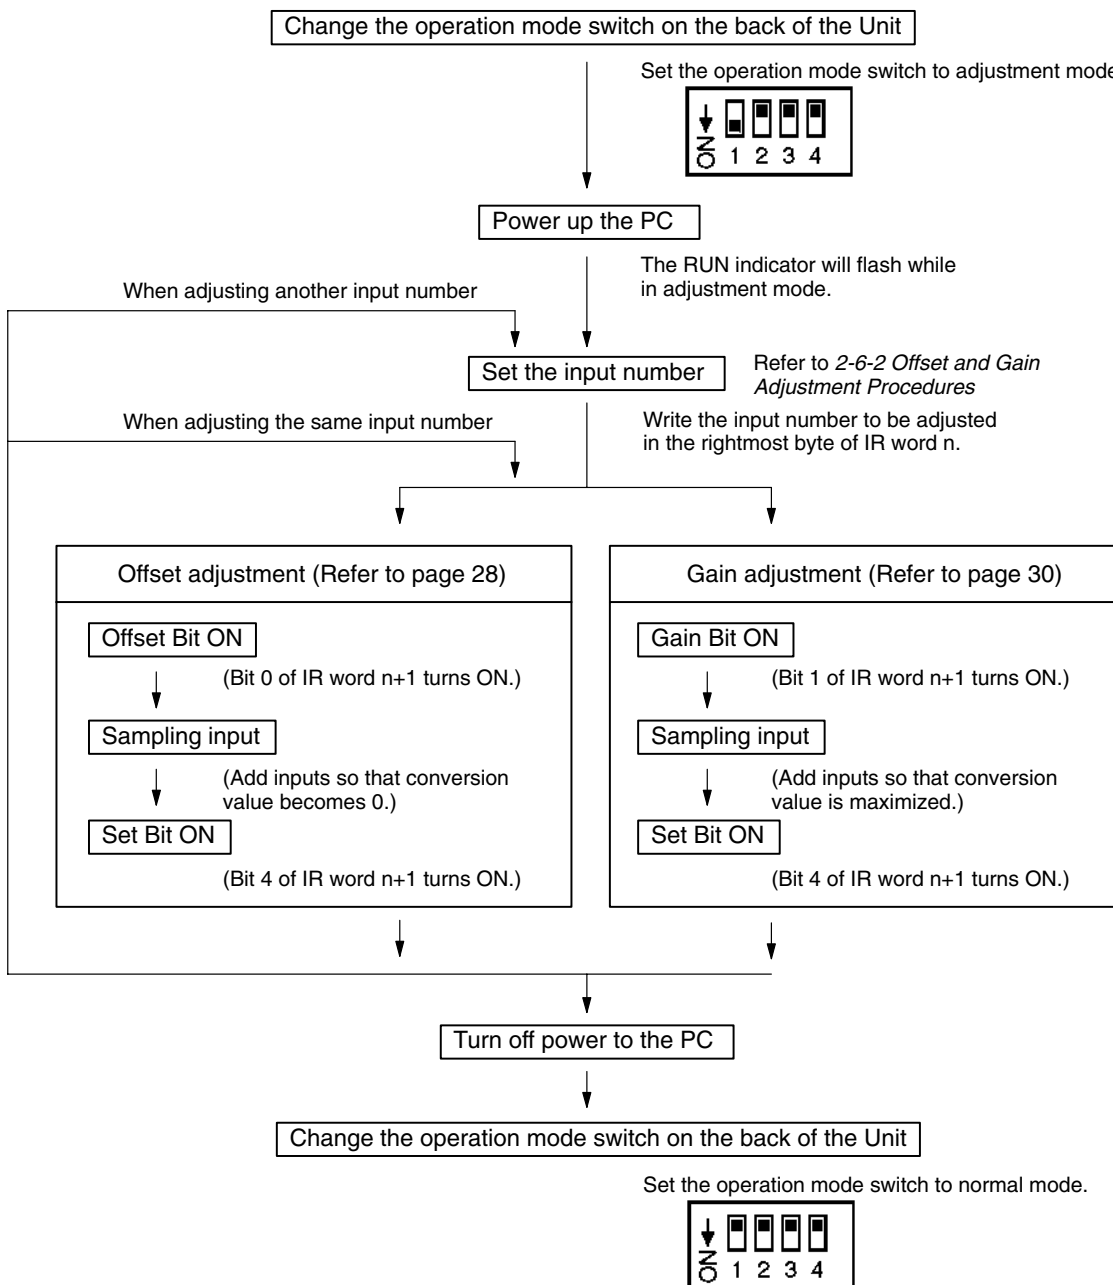 Change the operation mode switch on the back of the Unit
Set the operation mode switch to adjustment mode
ON 1 2 3 4
Power up the PC
The RUN indicator will flash while
in adjustment mode.
When adjusting another input number
Set the input number
Refer to 2-6-2 Offset and Gain
Adjustment Procedures
When adjusting the same input number
Write the input number to be adjusted
in the rightmost byte of IR word n.
Offset adjustment (Refer to page 28)
Offset Bit ON
(Bit 0 of IR word n+1 turns ON.)
Sampling input
(Add inputs so that conversion
value becomes 0.)
Set Bit ON
(Bit 4 of IR word n+1 turns ON.)
Gain adjustment (Refer to page 30)
Gain Bit ON
(Bit 1 of IR word n+1 turns ON.)
Sampling input
(Add inputs so that conversion
value is maximized.)
Set Bit ON
(Bit 4 of IR word n+1 turns ON.)
Turn off power to the PC
Change the operation mode switch on the back of the Unit
Set the operation mode switch to normal mode.
ON 1 2 3 4